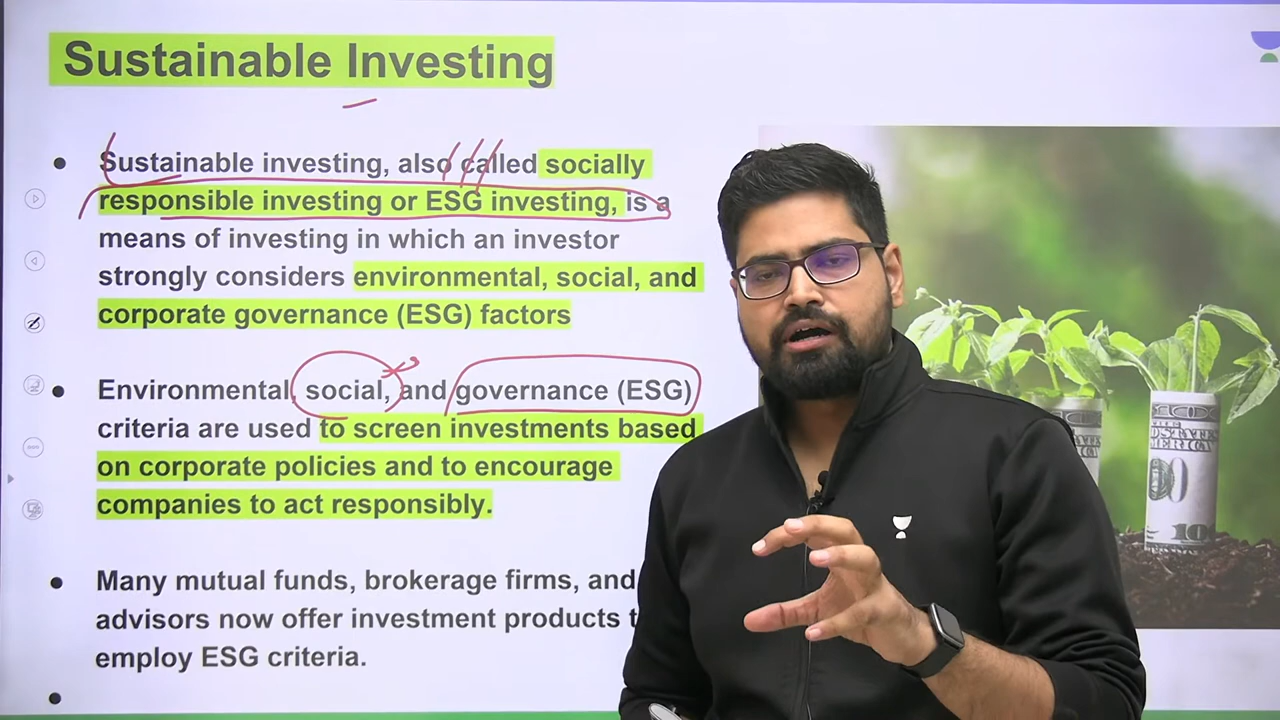 Sustainable Investing
Sustainable investing, also called socially
responsible investing or ESG investing, is a
means of investing in which an investor
strongly considers environmental, social, and
corporate governance (ESG) factors
Environmental, social, and governance (ESG)
criteria are used to screen investments based
on corporate policies and to encourage
companies to act responsibly.
Many mutual funds, brokerage firms, and
advisors now offer investment products
employ ESG criteria.